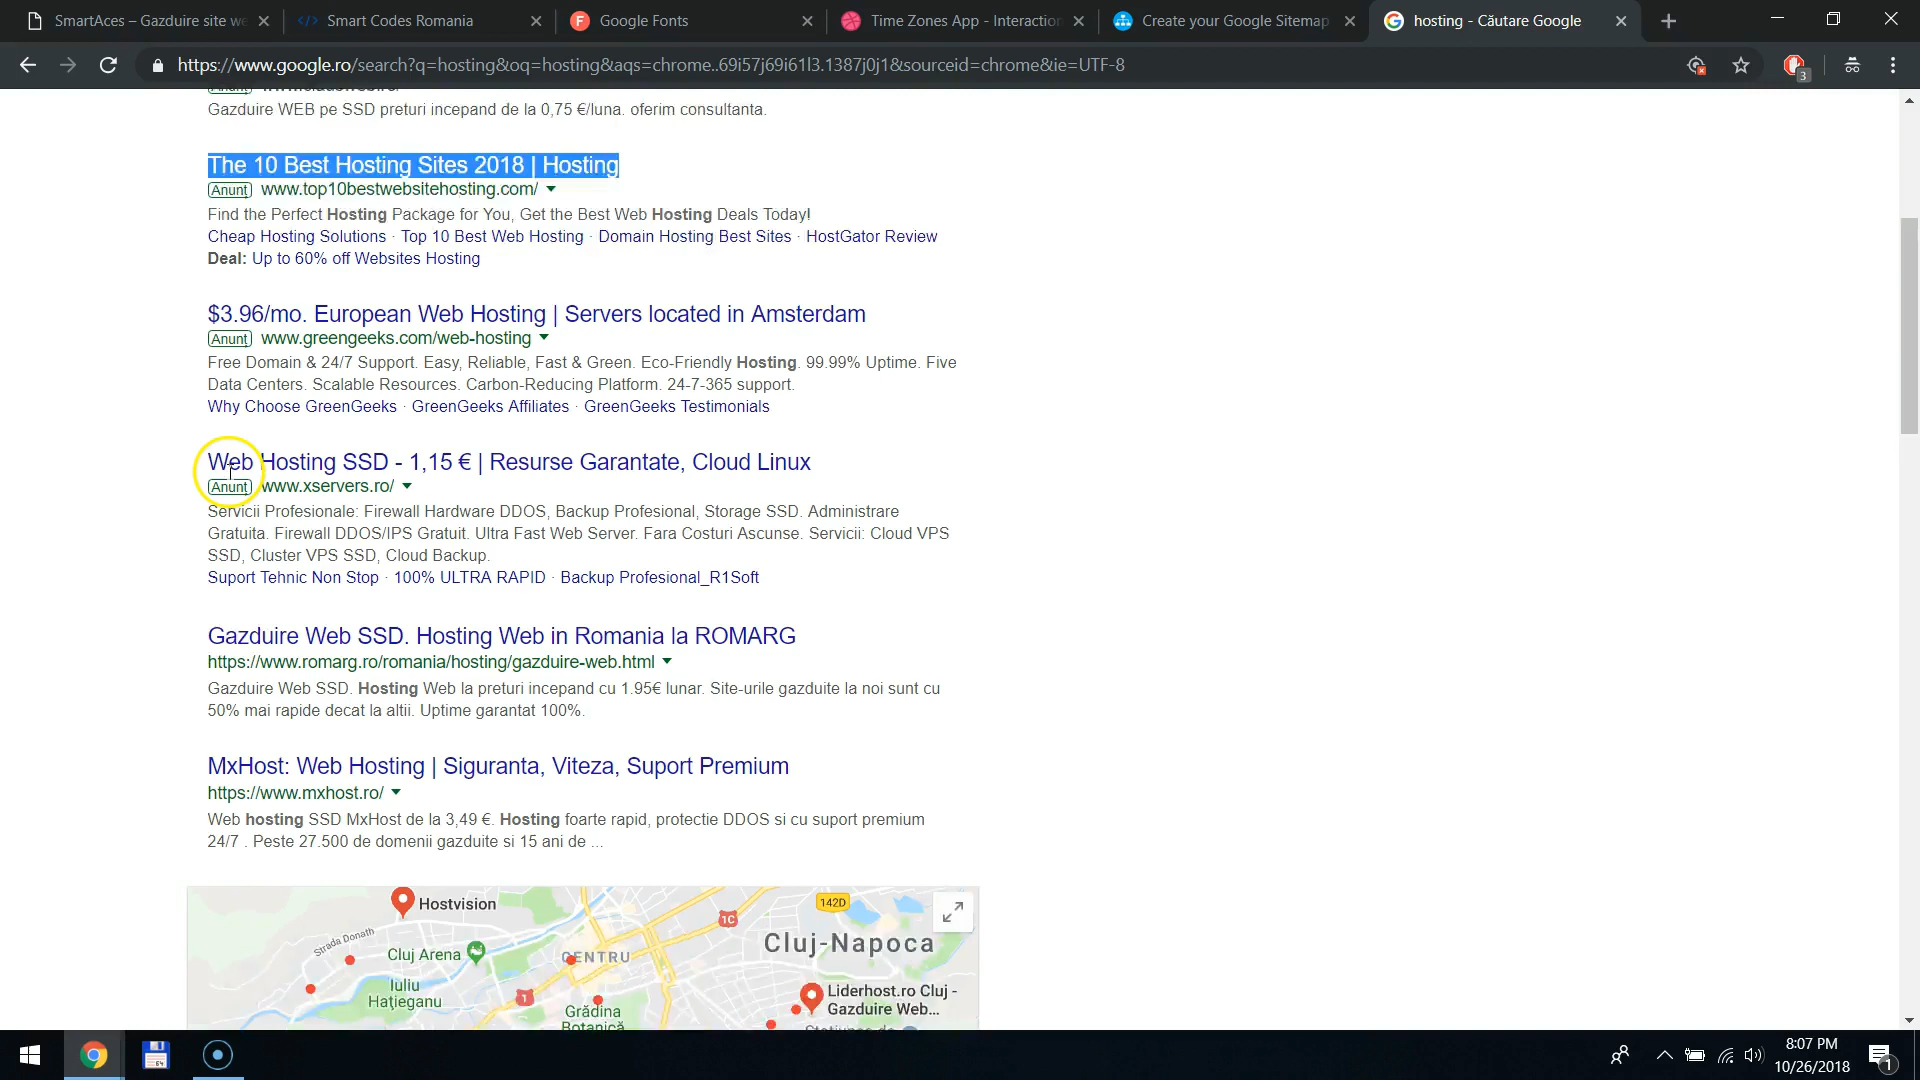 SmartAces – Gazduire site we
Smart Codes Romania
Google Fonts
Time Zones App - Interaction
Create your Google Sitemap
hosting - Căutare Google
https://www.google.ro/search?q=hosting&oq=hosting&aqs=chrome..69i57j69i61l3.1387j0j1&sourceid=chrome&ie=UTF-8
3
Gazduire WEB pe SSD preturi incepand de la 0,75 €/luna. oferim consultanta.
The 10 Best Hosting Sites 2018 | Hosting
Anunț www.top10bestwebsitehosting.com/
Find the Perfect Hosting Package for You, Get the Best Web Hosting Deals Today!
Cheap Hosting Solutions · Top 10 Best Web Hosting · Domain Hosting Best Sites · HostGator Review
Deal: Up to 60% off Websites Hosting
$3.96/mo. European Web Hosting | Servers located in Amsterdam
Anunț www.greengeeks.com/web-hosting
Free Domain & 24/7 Support. Easy, Reliable, Fast & Green. Eco-Friendly Hosting. 99.99% Uptime. Five
Data Centers. Scalable Resources. Carbon-Reducing Platform. 24-7-365 support.
Why Choose GreenGeeks · GreenGeeks Affiliates · GreenGeeks Testimonials
Web Hosting SSD - 1,15 € | Resurse Garantate, Cloud Linux
Anunț www.xservers.ro/
Servicii Profesionale: Firewall Hardware DDOS, Backup Profesional, Storage SSD. Administrare
Gratuita. Firewall DDOS/IPS Gratuit. Ultra Fast Web Server. Fara Costuri Ascunse. Servicii: Cloud VPS
SSD, Cluster VPS SSD, Cloud Backup.
Suport Tehnic Non Stop · 100% ULTRA RAPID · Backup Profesional_R1Soft
Gazduire Web SSD. Hosting Web in Romania la ROMARG
https://www.romarg.ro/romania/hosting/gazduire-web.html
Gazduire Web SSD. Hosting Web la preturi incepand cu 1.95€ lunar. Site-urile gazduite la noi sunt cu
50% mai rapide decat la altii. Uptime garantat 100%.
MxHost: Web Hosting | Siguranta, Viteza, Suport Premium
https://www.mxhost.ro/
Web hosting SSD MxHost de la 3,49 €. Hosting foarte rapid, protectie DDOS si cu suport premium
24/7 . Peste 27.500 de domenii gazduite si 15 ani de ...
Hostvision
142D
1C
Strada Donath
Cluj-Napoca
Cluj Arena
CENTRU
Iuliu
Hațieganu
1
Liderhost.ro Cluj -
Gazduire Web...
Grădina
Botanică
64
8:07 PM
10/26/2018
1